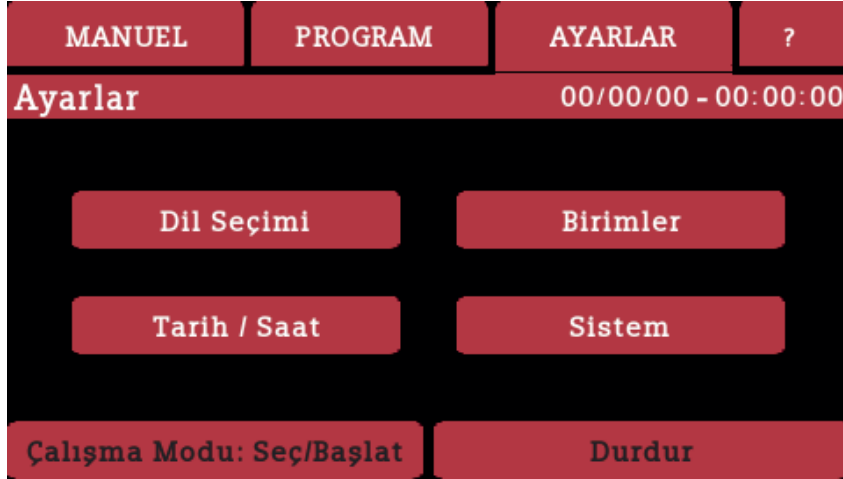 MANUEL PROGRAM AYARLAR ?
Ayarlar 00/00/00 - 00:00:00
Dil Seçimi Birimler
Tarih / Saat Sistem
Çalışma Modu: Seç/Başlat Durdur